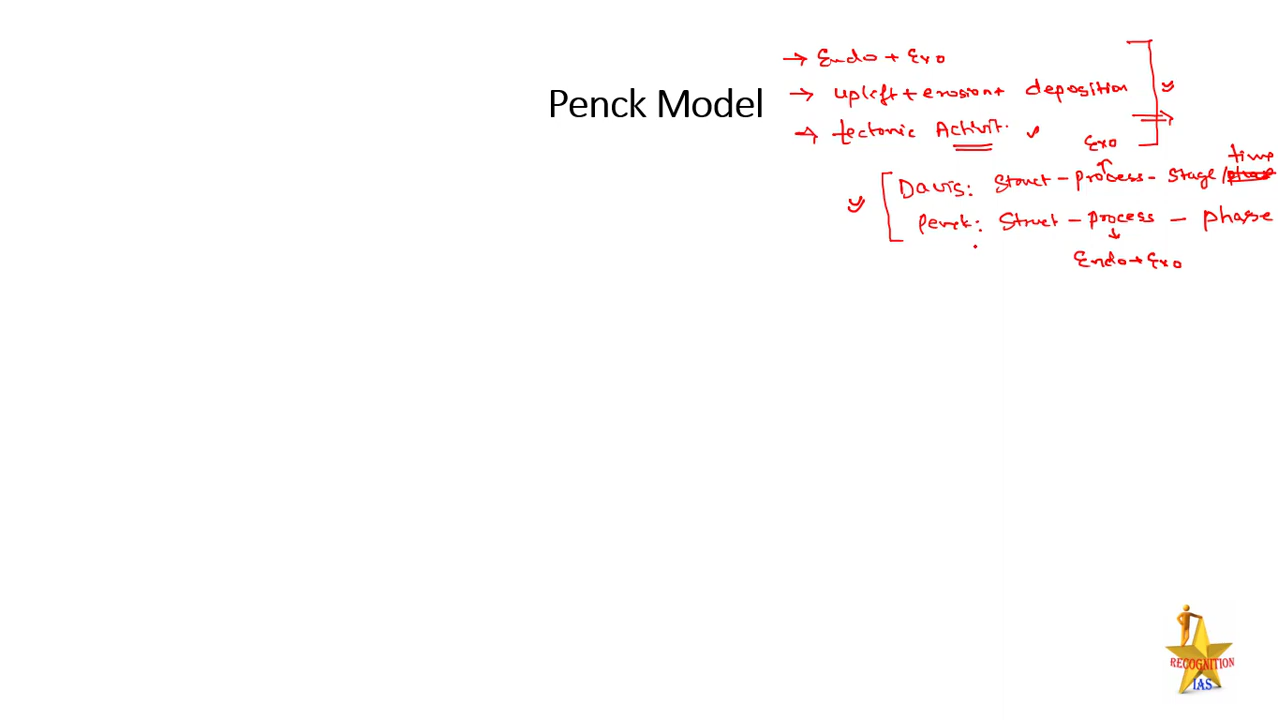 → Endo + Exo
Penck Model
→ uplift + erosion + deposition
→ tectonic Activit.
Exo
time
Davis: Struct - process - Stage / phase
Penck: Struct - process - phase
Endo + Exo
RECOGNITION
IAS